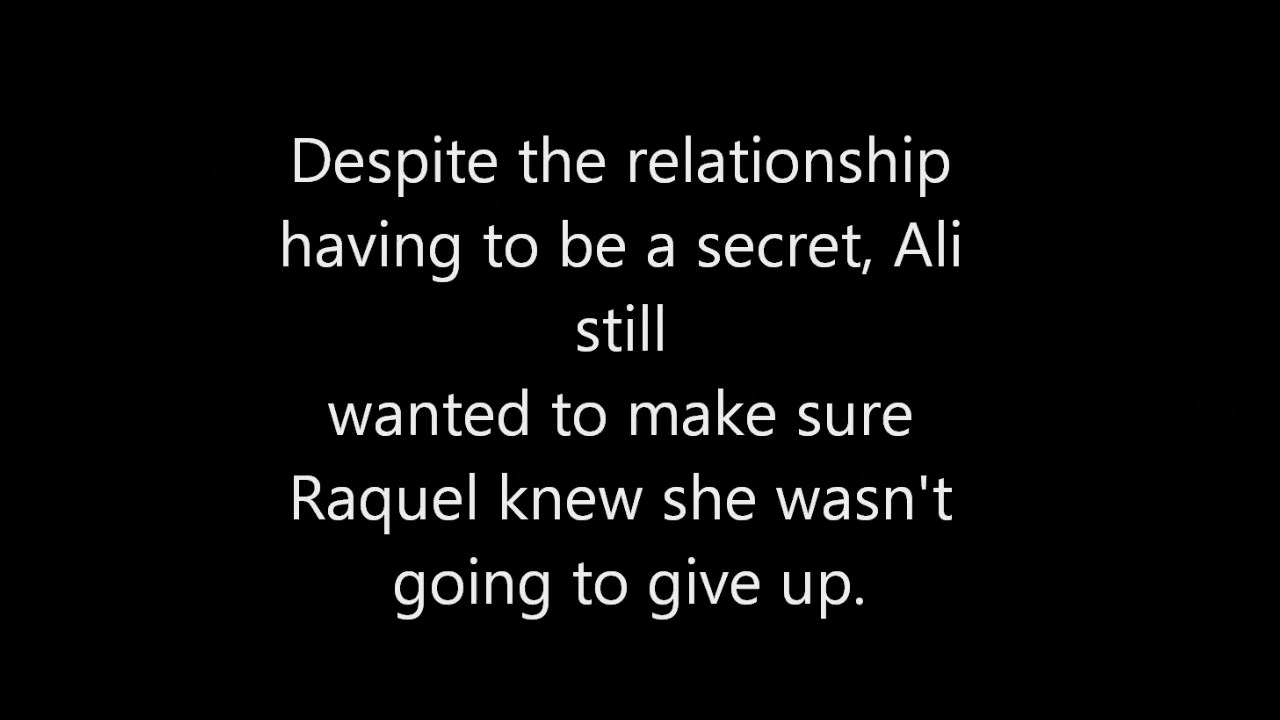 Despite the relationship
having to be a secret, Ali
still
wanted to make sure
Raquel knew she wasn't
going to give up.